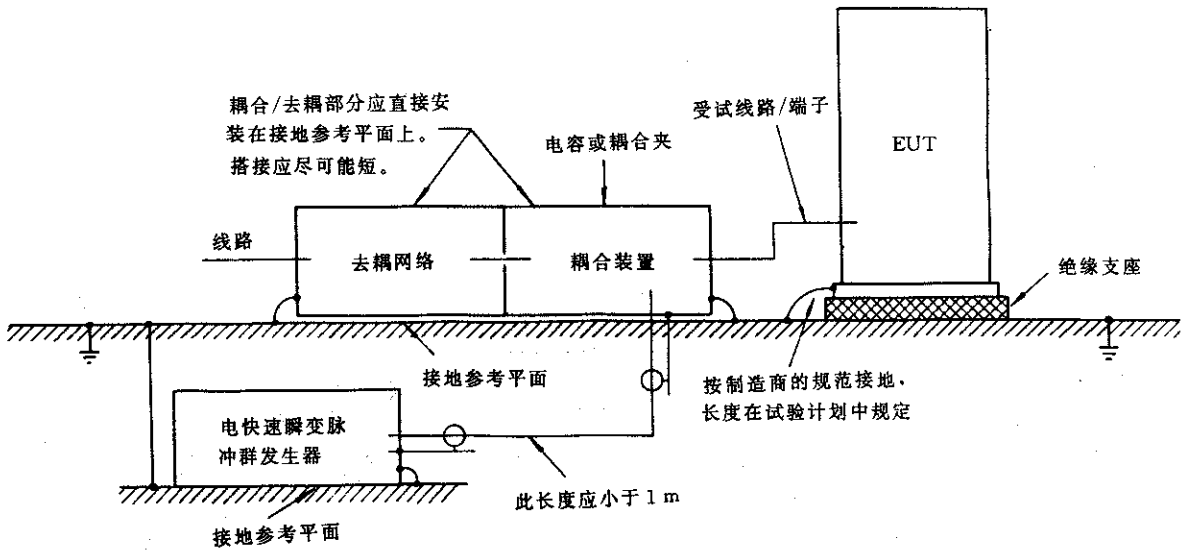 耦合/去耦部分应直接安
装在接地参考平面上。
搭接应尽可能短。
电容或耦合夹
受试线路/端子
EUT
线路
去耦网络
耦合装置
绝缘支座
接地参考平面
按制造商的规范接地,
长度在试验计划中规定
电快速瞬变脉
冲群发生器
此长度应小于1 m
接地参考平面